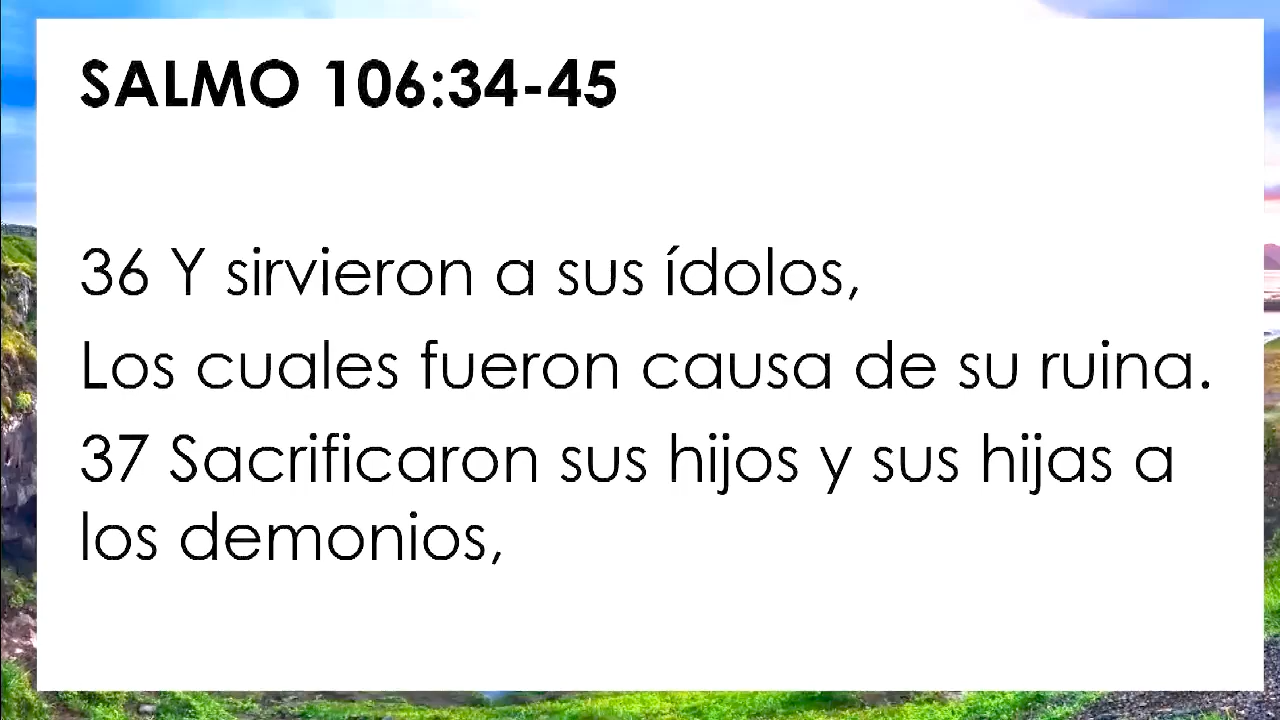 SALMO 106:34-45
36 Y sirvieron a sus ídolos,
Los cuales fueron causa de su ruina.
37 Sacrificaron sus hijos y sus hijas a
los demonios,